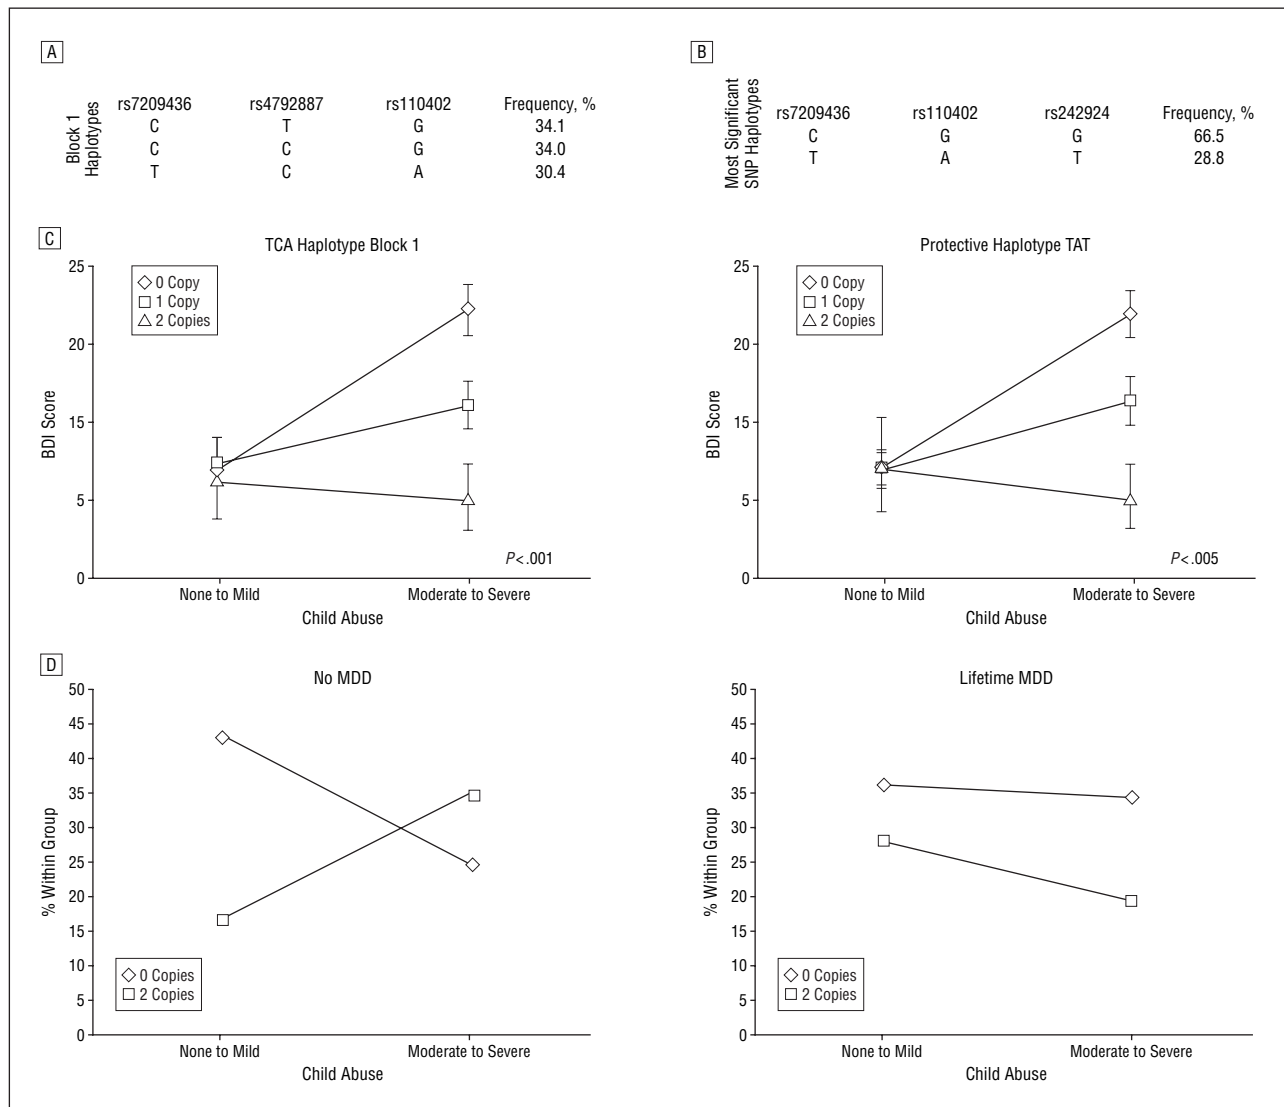 A
Block 1
Haplotypes
rs7209436 rs4792887 rs110402 Frequency, %
C T G 34.1
C C G 34.0
T C A 30.4
B
Most Significant
SNP Haplotypes
rs7209436 rs110402 rs242924 Frequency, %
C G G 66.5
T A T 28.8
C
TCA Haplotype Block 1
25
20
15
5
0
BDI Score
0 Copy
1 Copy
2 Copies
P<.001
None to Mild Moderate to Severe
Child Abuse
Protective Haplotype TAT
25
20
15
5
0
BDI Score
0 Copy
1 Copy
2 Copies
P<.005
None to Mild Moderate to Severe
Child Abuse
D
No MDD
50
45
40
35
30
25
20
15
10
5
0
% Within Group
0 Copies
2 Copies
None to Mild Moderate to Severe
Child Abuse
Lifetime MDD
50
45
40
35
30
25
20
15
10
5
0
% Within Group
0 Copies
2 Copies
None to Mild Moderate to Severe
Child Abuse